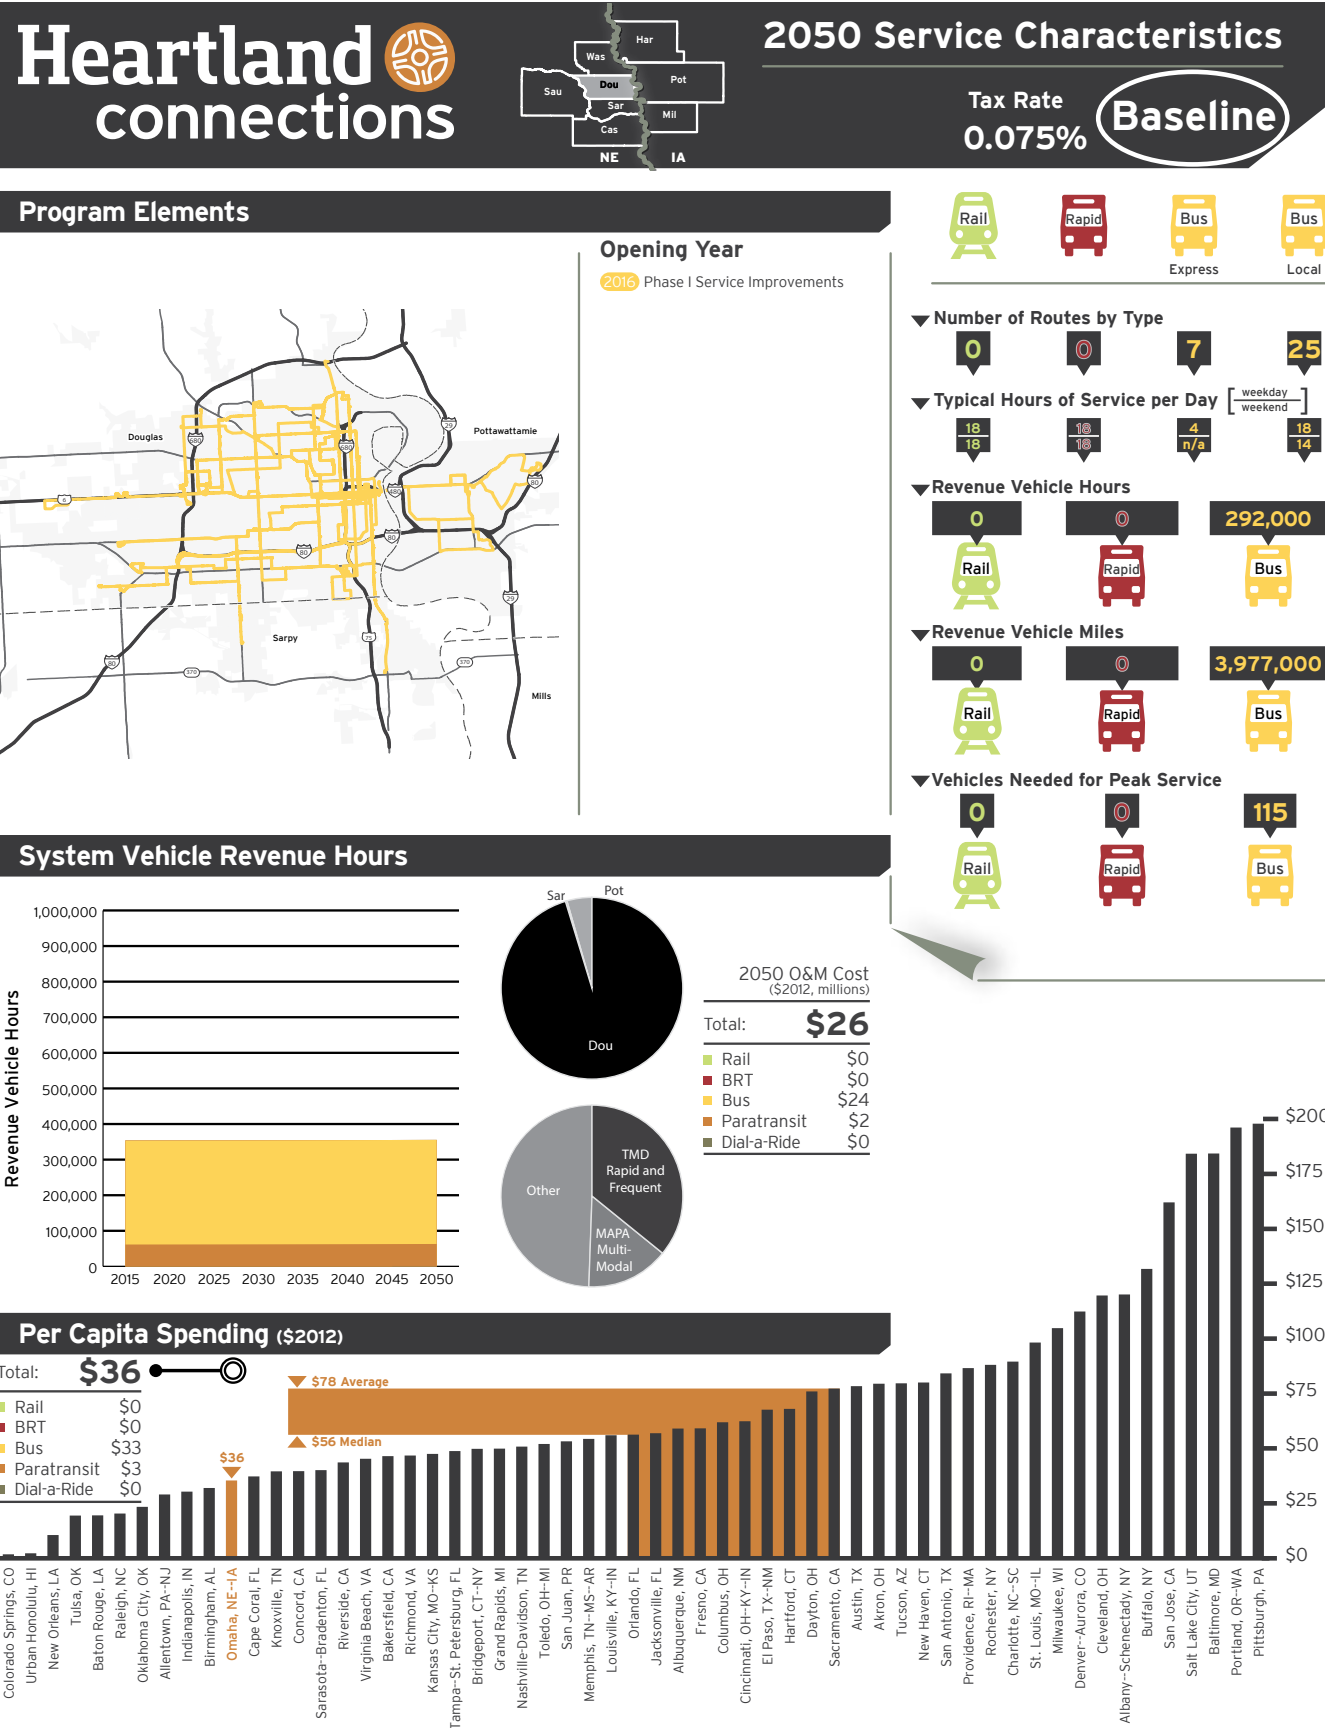 Heartland
connections
Har
Was
Dou
Pot
Sau
Sar
Mil
Cas
NE
IA
2050 Service Characteristics
Tax Rate
0.075%
Baseline
Program Elements
Opening Year
2016 Phase I Service Improvements
Douglas
Pottawattamie
Sarpy
Mills
680
680
29
6
480
80
80
80
29
75
80
370
370
Rail
Rapid
Bus
Bus
Express
Local
Number of Routes by Type
0
0
7
25
Typical Hours of Service per Day
weekday
weekend
18
18
18
18
4
n/a
18
14
Revenue Vehicle Hours
0
0
292,000
Rail
Rapid
Bus
Revenue Vehicle Miles
0
0
3,977,000
Rail
Rapid
Bus
Vehicles Needed for Peak Service
0
0
115
Rail
Rapid
Bus
System Vehicle Revenue Hours
Revenue Vehicle Hours
1,000,000
900,000
800,000
700,000
600,000
500,000
400,000
300,000
200,000
100,000
0
2015 2020 2025 2030 2035 2040 2045 2050
Sar
Pot
Dou
TMD
Rapid and
Frequent
Other
MAPA
Multi-
Modal
2050 O&M Cost
($2012, millions)
Total: $26
Rail $0
BRT $0
Bus $24
Paratransit $2
Dial-a-Ride $0
Per Capita Spending ($2012)
Total: $36
Rail $0
BRT $0
Bus $33
Paratransit $3
Dial-a-Ride $0
$36
$78 Average
$56 Median
$200
$175
$150
$125
$100
$75
$50
$25
$0
Colorado Springs, CO
Urban Honolulu, HI
New Orleans, LA
Tulsa, OK
Baton Rouge, LA
Raleigh, NC
Oklahoma City, OK
Allentown, PA--NJ
Indianapolis, IN
Birmingham, AL
Omaha, NE--IA
Cape Coral, FL
Knoxville, TN
Concord, CA
Sarasota--Bradenton, FL
Riverside, CA
Virginia Beach, VA
Bakersfield, CA
Richmond, VA
Kansas City, MO--KS
Tampa--St. Petersburg, FL
Bridgeport, CT--NY
Grand Rapids, MI
Nashville-Davidson, TN
Toledo, OH--MI
San Juan, PR
Memphis, TN--MS--AR
Louisville, KY--IN
Orlando, FL
Jacksonville, FL
Albuquerque, NM
Fresno, CA
Columbus, OH
Cincinnati, OH--KY--IN
El Paso, TX--NM
Hartford, CT
Dayton, OH
Sacramento, CA
Austin, TX
Akron, OH
Tucson, AZ
New Haven, CT
San Antonio, TX
Providence, RI--MA
Rochester, NY
Charlotte, NC--SC
St. Louis, MO--IL
Milwaukee, WI
Denver--Aurora, CO
Cleveland, OH
Albany--Schenectady, NY
Buffalo, NY
San Jose, CA
Salt Lake City, UT
Baltimore, MD
Portland, OR--WA
Pittsburgh, PA